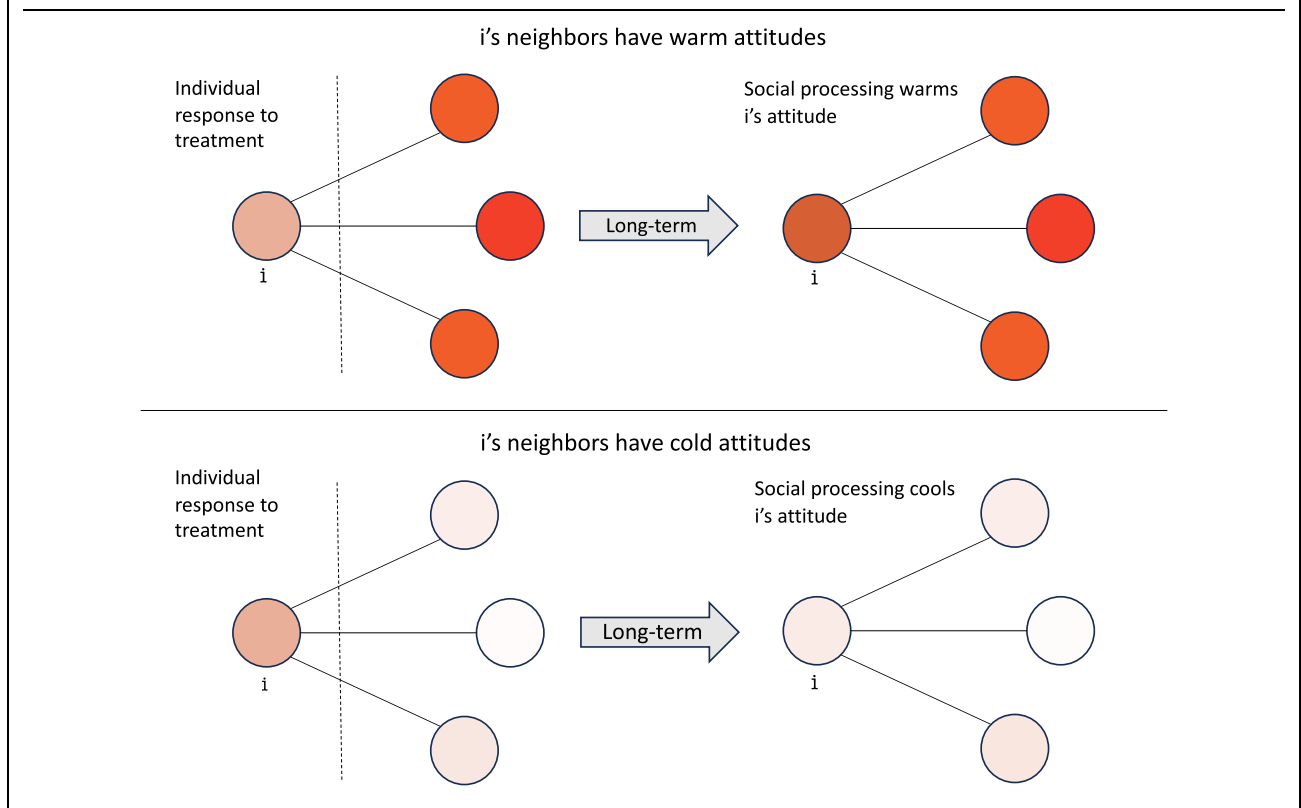 i’s neighbors have warm attitudes
Individual
response to
treatment
Social processing warms
i’s attitude
Long-term
i
i
i’s neighbors have cold attitudes
Individual
response to
treatment
Social processing cools
i’s attitude
Long-term
i
i